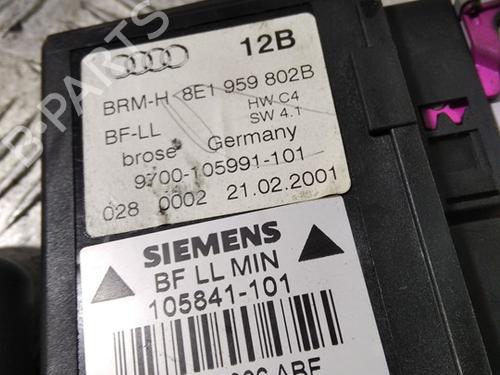 12B
BRM-H 8E1 959 802B
HW C4
BF-LL SW 4.1
brose Germany
9700-105991-101
028 0002 21.02.2001
SIEMENS
BF LL MIN
105841-101
B-PARTS